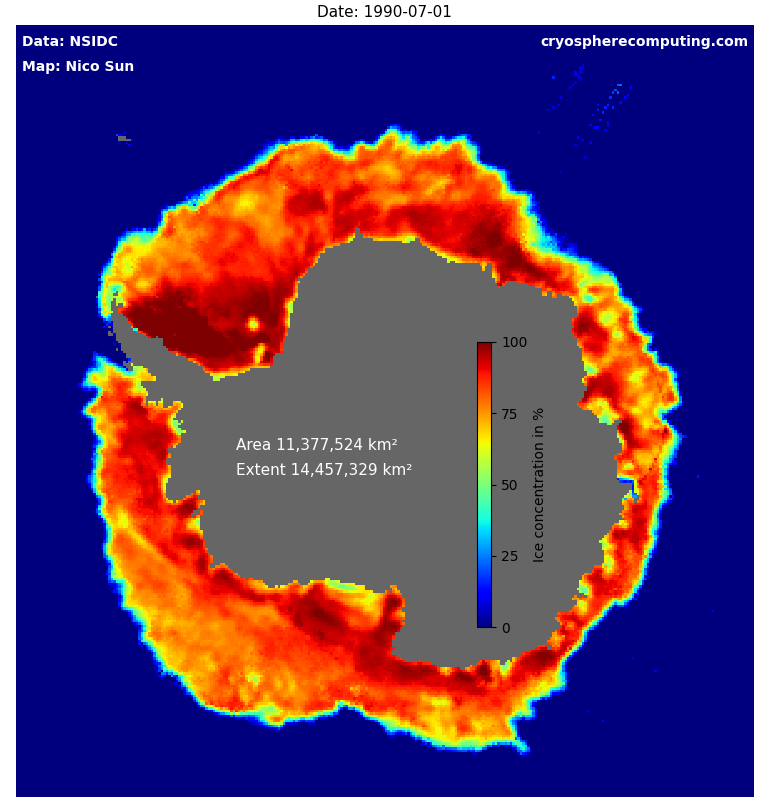 Date: 1990-07-01
Data: NSIDC
cryospherecomputing.com
Map: Nico Sun
100
75
50
25
0
Ice concentration in %
Area 11,377,524 km²
Extent 14,457,329 km²